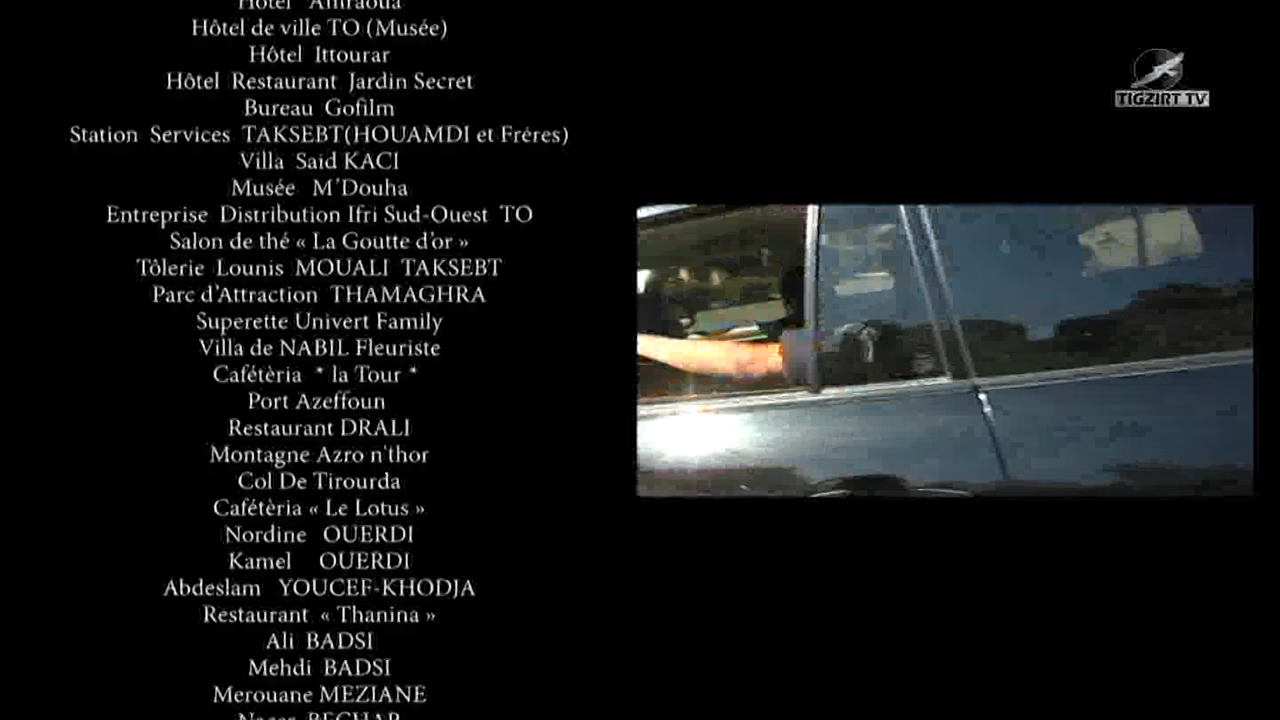 Hôtel Amraoua
Hôtel de ville TO (Musée)
Hôtel Ittourar
Hôtel Restaurant Jardin Secret
Bureau Gofilm
Station Services TAKSEBT(HOUAMDI et Fréres)
Villa Said KACI
Musée M'Douha
Entreprise Distribution Ifri Sud-Ouest TO
Salon de thé « La Goutte d'or »
Tôlerie Lounis MOUALI TAKSEBT
Parc d'Attraction THAMAGHRA
Superette Univert Family
Villa de NABIL Fleuriste
Cafétèria * la Tour *
Port Azeffoun
Restaurant DRALI
Montagne Azro n'thor
Col De Tirourda
Cafétèria « Le Lotus »
Nordine OUERDI
Kamel OUERDI
Abdeslam YOUCEF-KHODJA
Restaurant « Thanina »
Ali BADSI
Mehdi BADSI
Merouane MEZIANE
TIGZIRT TV